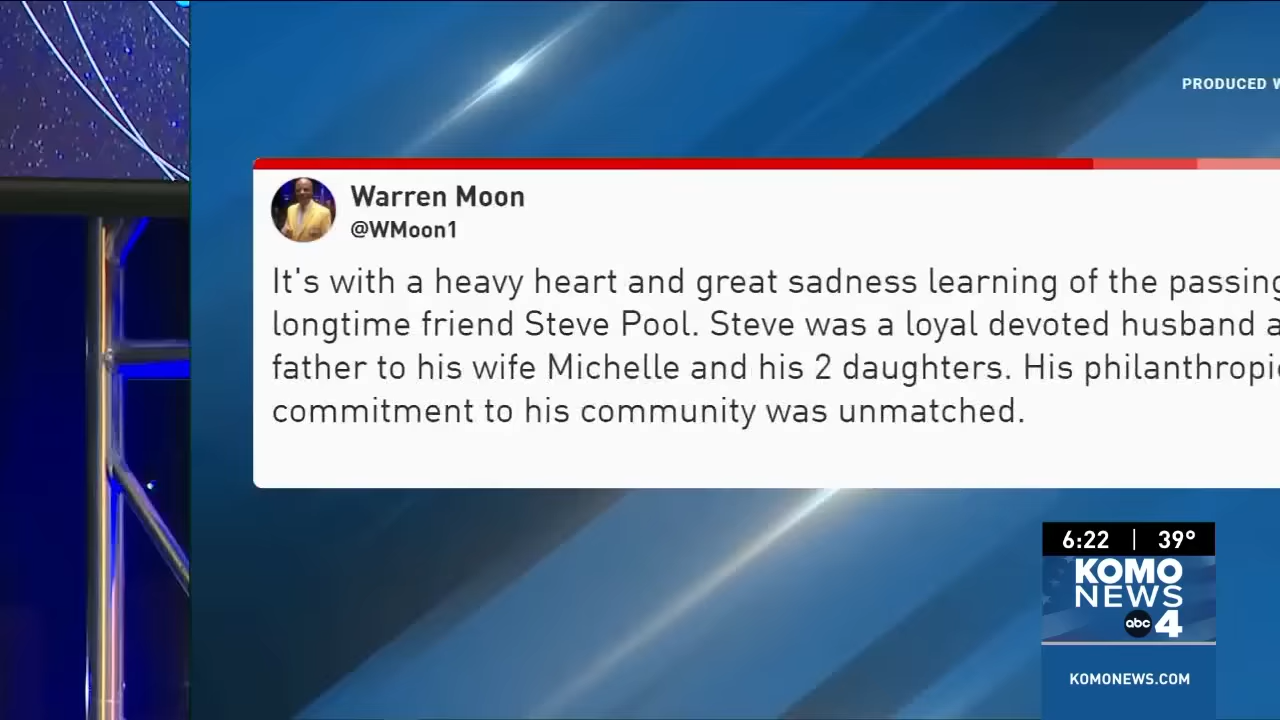 PRODUCED W
Warren Moon
@WMoon1
It's with a heavy heart and great sadness learning of the passing
longtime friend Steve Pool. Steve was a loyal devoted husband a
father to his wife Michelle and his 2 daughters. His philanthropic
commitment to his community was unmatched.
6:22 | 39°
KOMO
NEWS
abc 4
KOMONEWS.COM